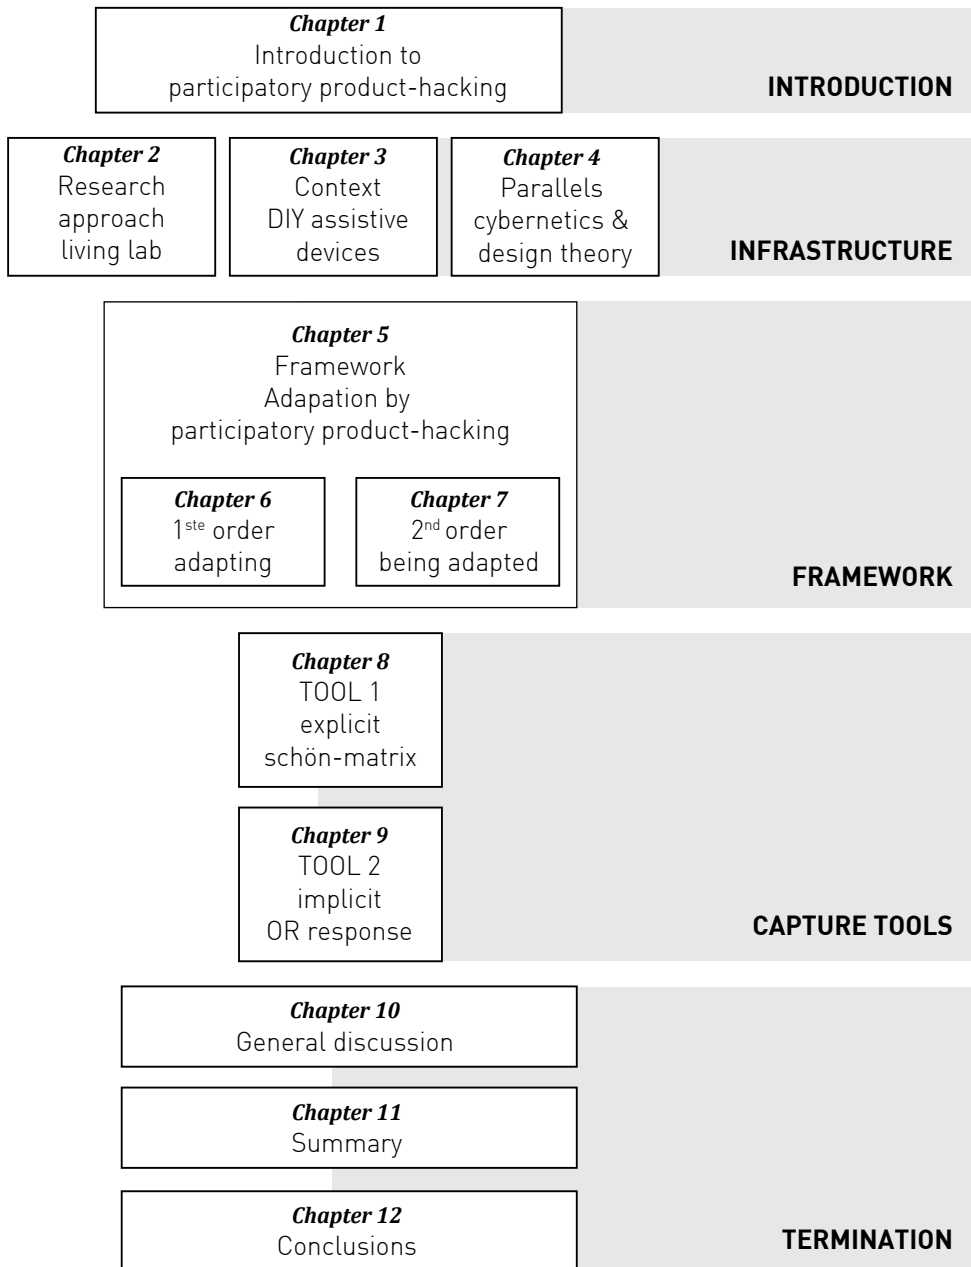 Chapter 1
Introduction to
participatory product-hacking
INTRODUCTION
Chapter 2
Research
approach
living lab
Chapter 3
Context
DIY assistive
devices
Chapter 4
Parallels
cybernetics &
design theory
INFRASTRUCTURE
Chapter 5
Framework
Adapation by
participatory product-hacking
Chapter 6
1ste order
adapting
Chapter 7
2nd order
being adapted
FRAMEWORK
Chapter 8
TOOL 1
explicit
schön-matrix
Chapter 9
TOOL 2
implicit
OR response
CAPTURE TOOLS
Chapter 10
General discussion
Chapter 11
Summary
Chapter 12
Conclusions
TERMINATION